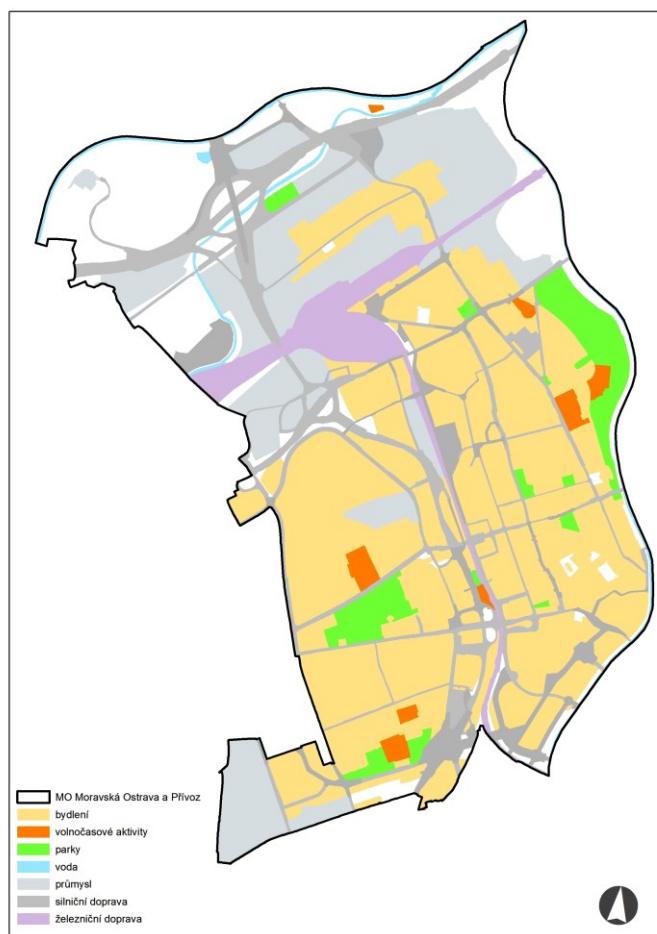 MO Moravská Ostrava a Přívoz
bydlení
volnočasové aktivity
parky
voda
průmysl
silniční doprava
železniční doprava